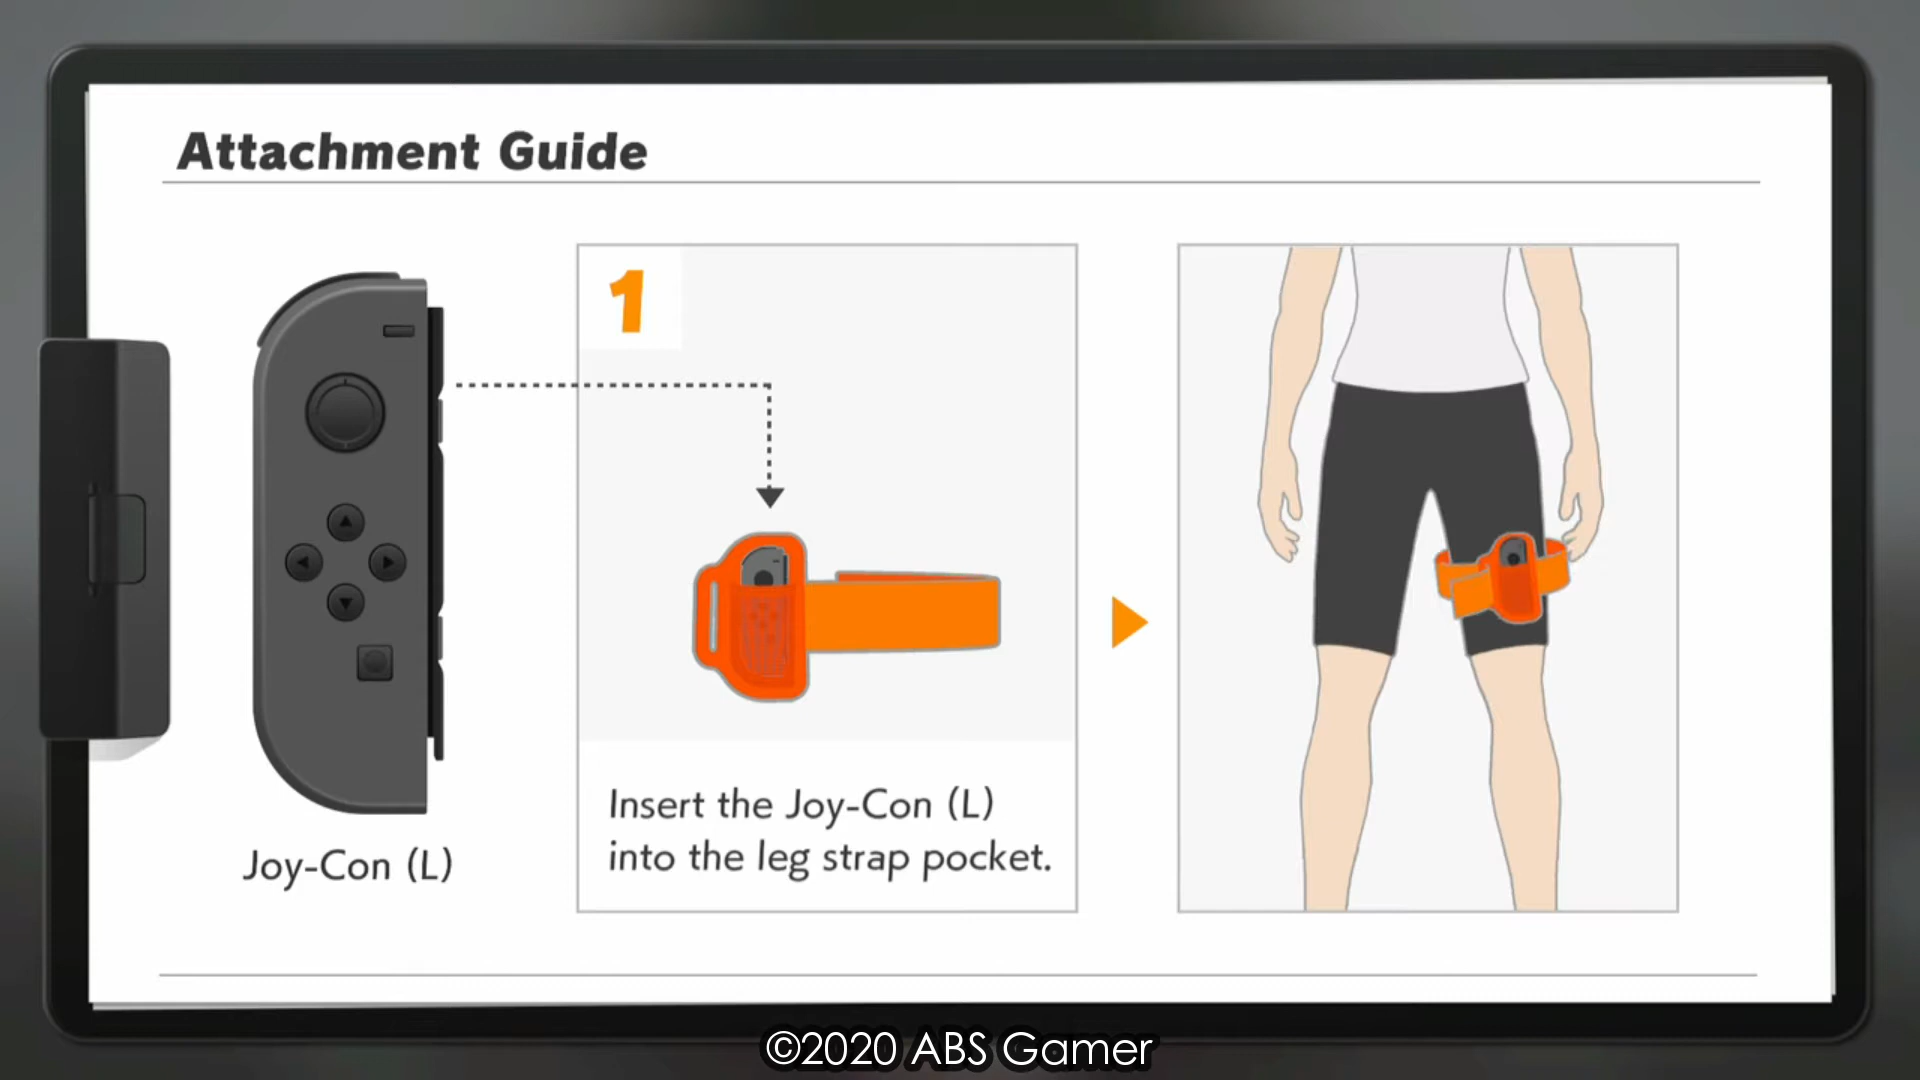 Attachment Guide
1
Joy-Con (L)
Insert the Joy-Con (L)
into the leg strap pocket.
©2020 ABS Gamer